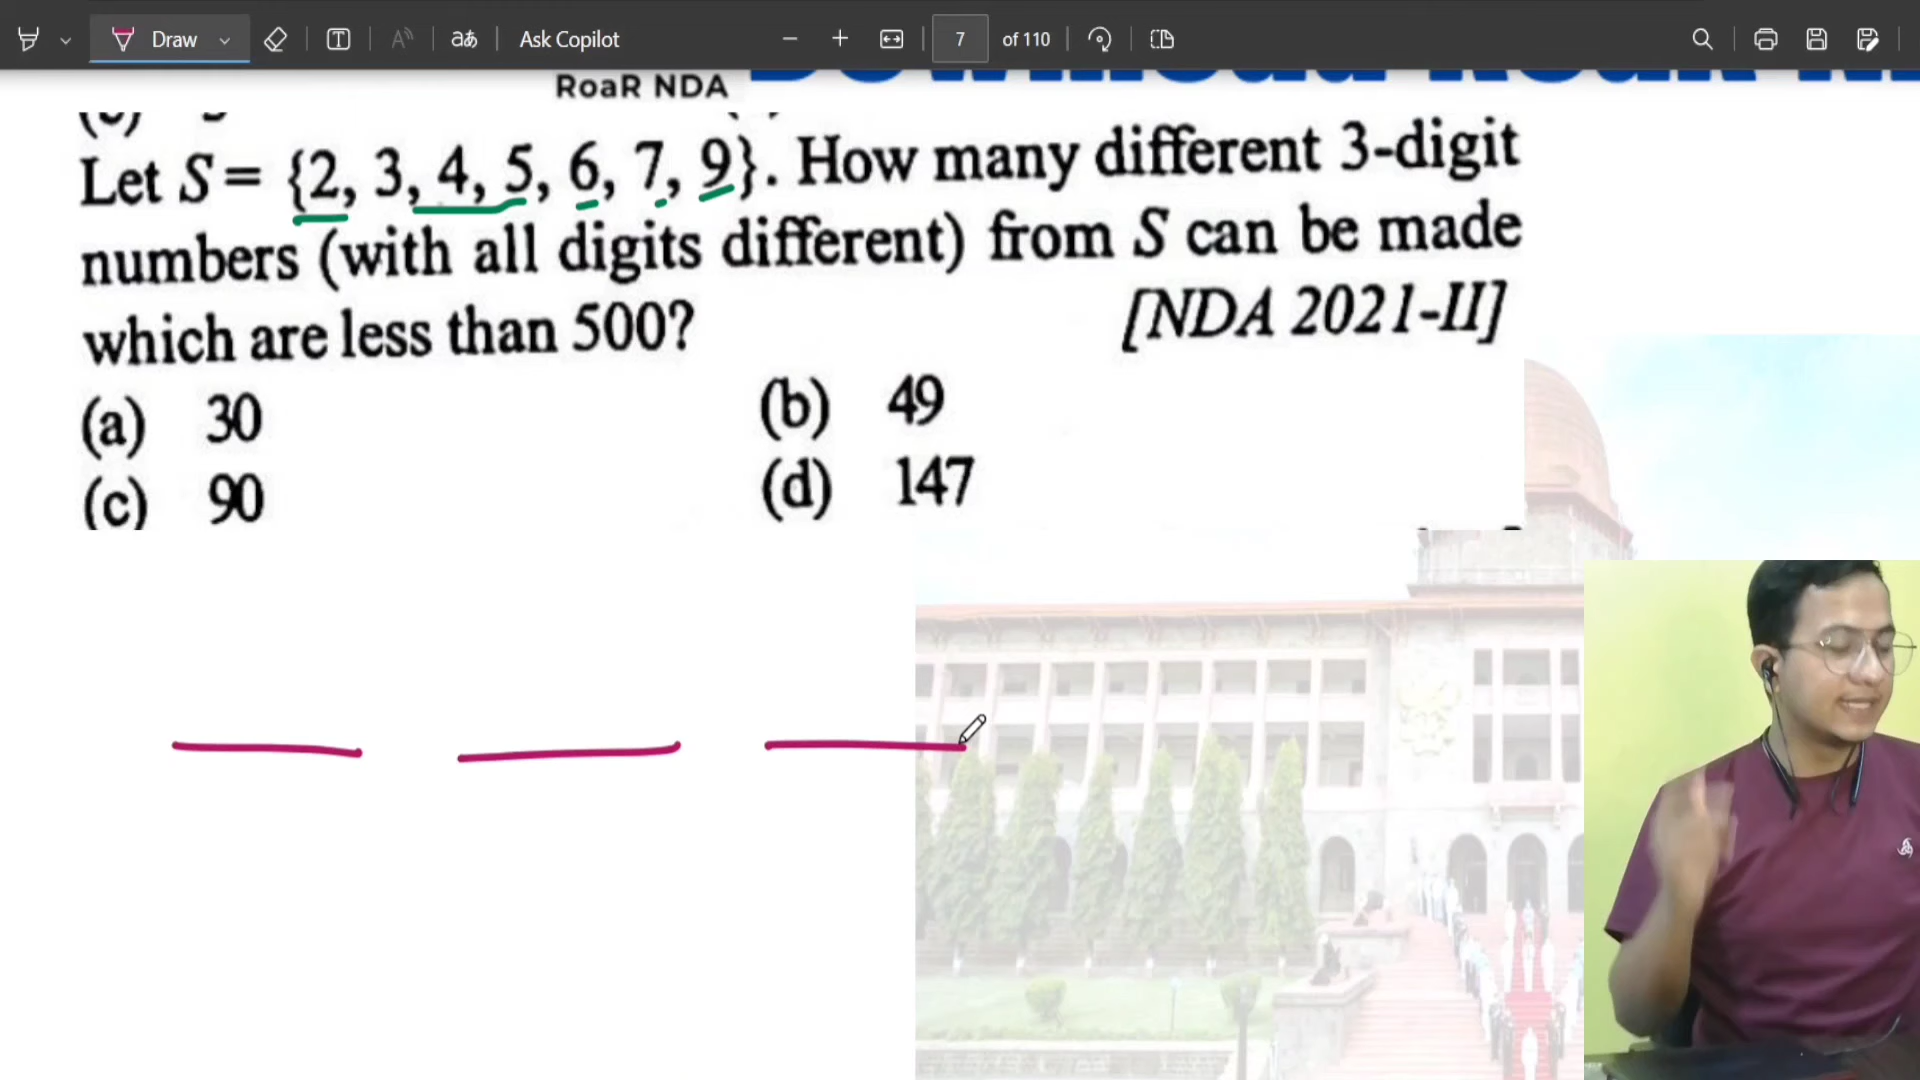 Draw
aあ
Ask Copilot
7 of 110
RoaR NDA
Let S = {2, 3, 4, 5, 6, 7, 9}. How many different 3-digit
numbers (with all digits different) from S can be made
which are less than 500? [NDA 2021-II]
(a) 30 (b) 49
(c) 90 (d) 147